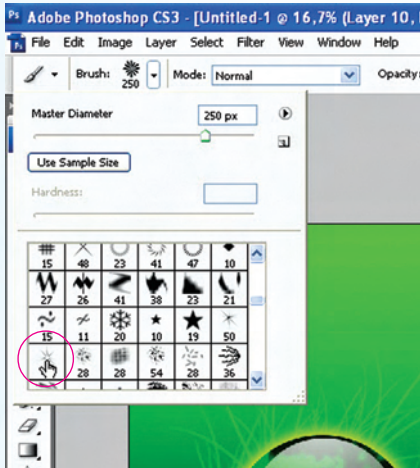 Ps Adobe Photoshop CS3 - [Untitled-1 @ 16,7% (Layer 10,
Ps File Edit Image Layer Select Filter View Window Help
Brush: 250 Mode: Normal Opacity:
Master Diameter 250 px
Use Sample Size
Hardness:
15 48 23 41 47 10
27 26 41 38 23 21
15 11 20 10 19 50
28 28 54 28 36